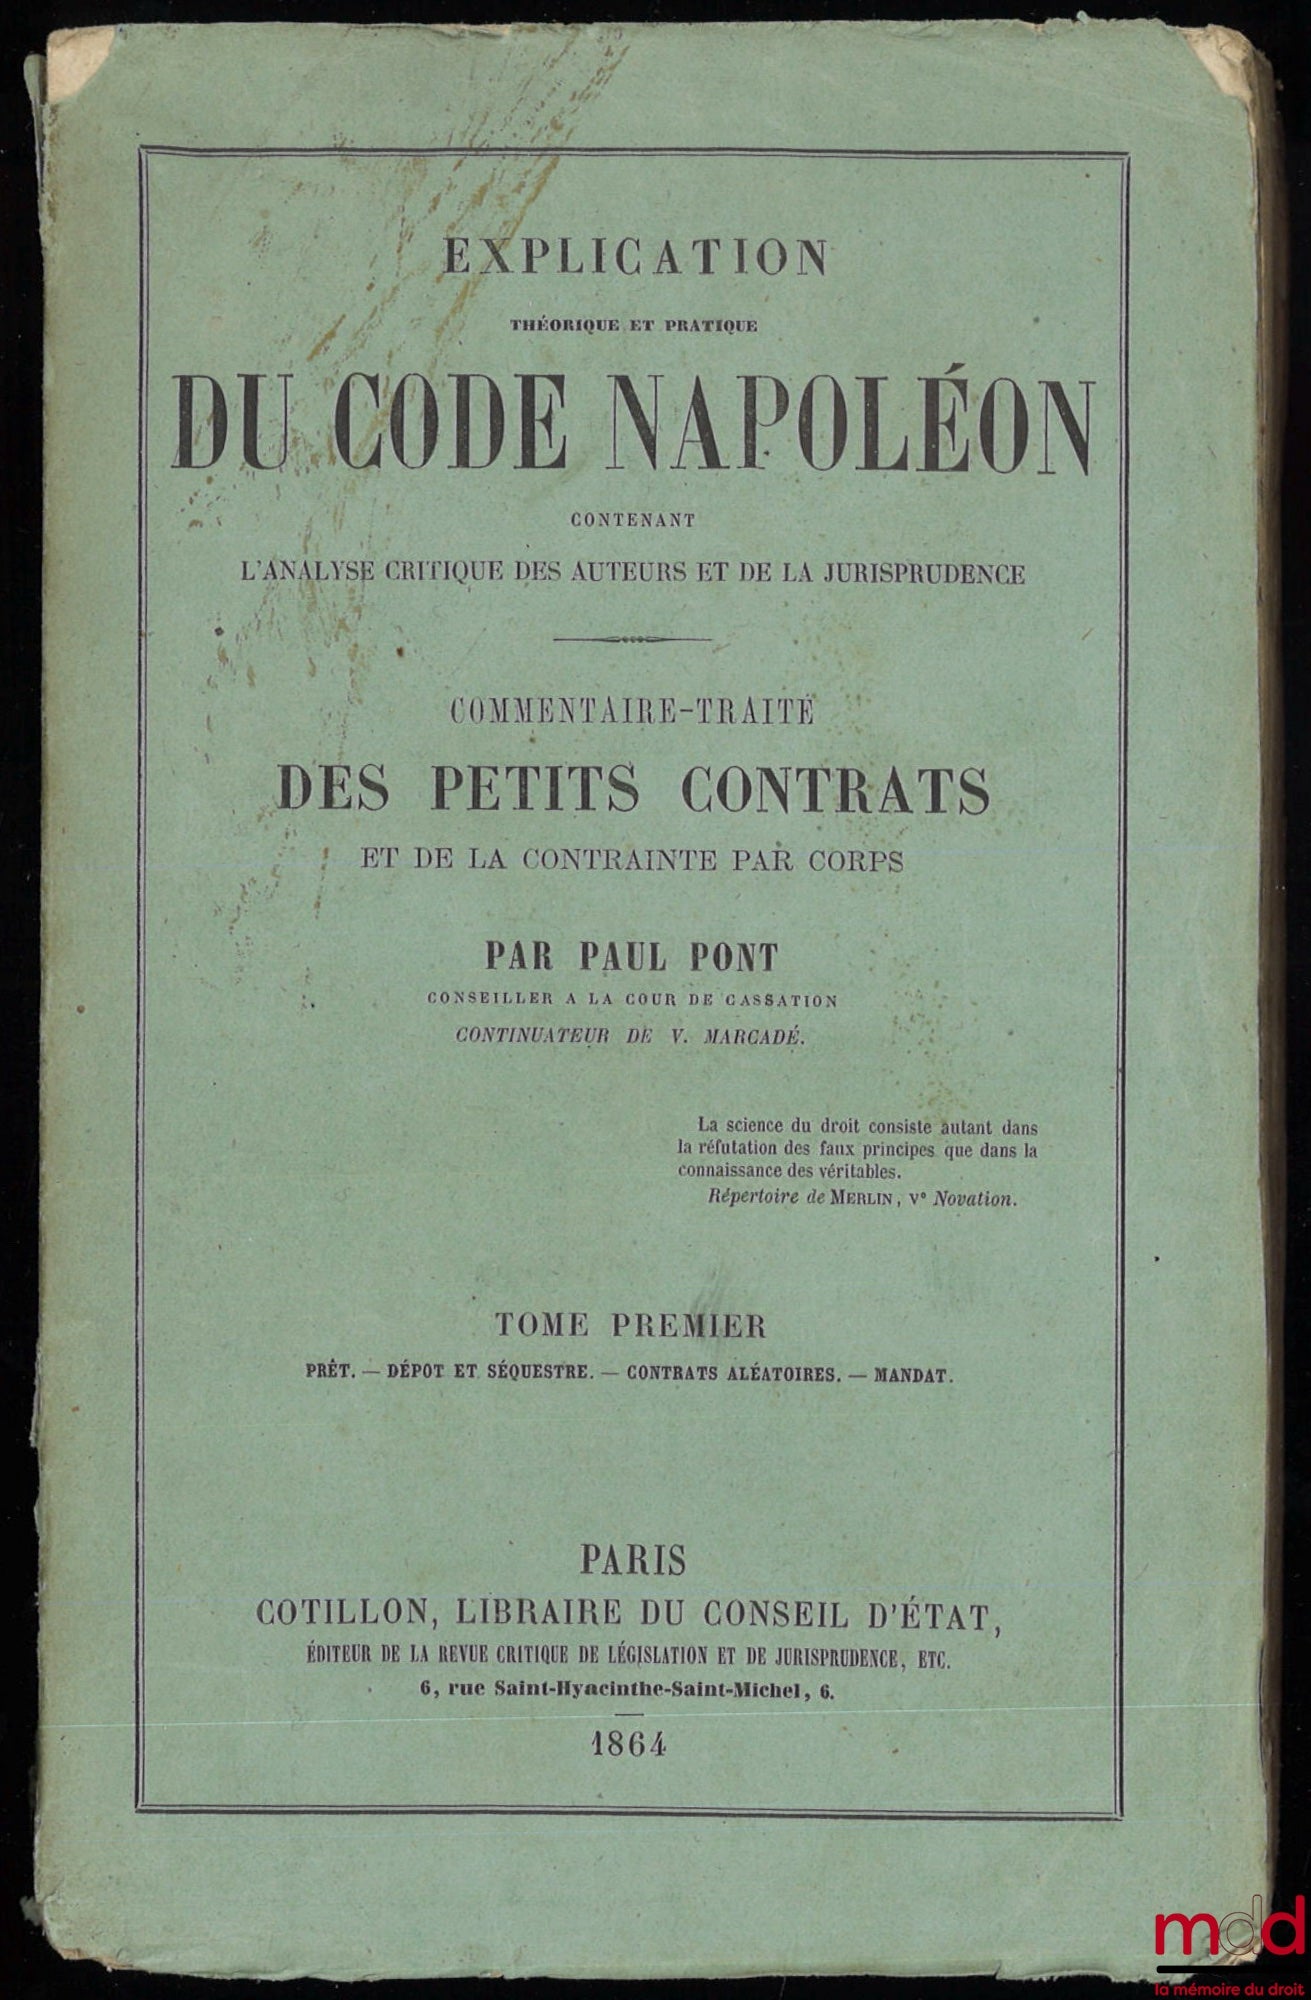 EXPLICATION
THÉORIQUE ET PRATIQUE
DU CODE NAPOLÉON
CONTENANT
L'ANALYSE CRITIQUE DES AUTEURS ET DE LA JURISPRUDENCE
COMMENTAIRE-TRAITÉ
DES PETITS CONTRATS
ET DE LA CONTRAINTE PAR CORPS
PAR PAUL PONT
CONSEILLER A LA COUR DE CASSATION
CONTINUATEUR DE V. MARCADÉ.
La science du droit consiste autant dans
la réfutation des faux principes que dans la
connaissance des véritables.
Répertoire de MERLIN, v° Novation.
TOME PREMIER
PRÊT. — DÉPOT ET SÉQUESTRE. — CONTRATS ALÉATOIRES. — MANDAT.
PARIS
COTILLON, LIBRAIRE DU CONSEIL D'ÉTAT,
ÉDITEUR DE LA REVUE CRITIQUE DE LÉGISLATION ET DE JURISPRUDENCE, ETC.
6, rue Saint-Hyacinthe-Saint-Michel, 6.
1864
mdd
la mémoire du droit